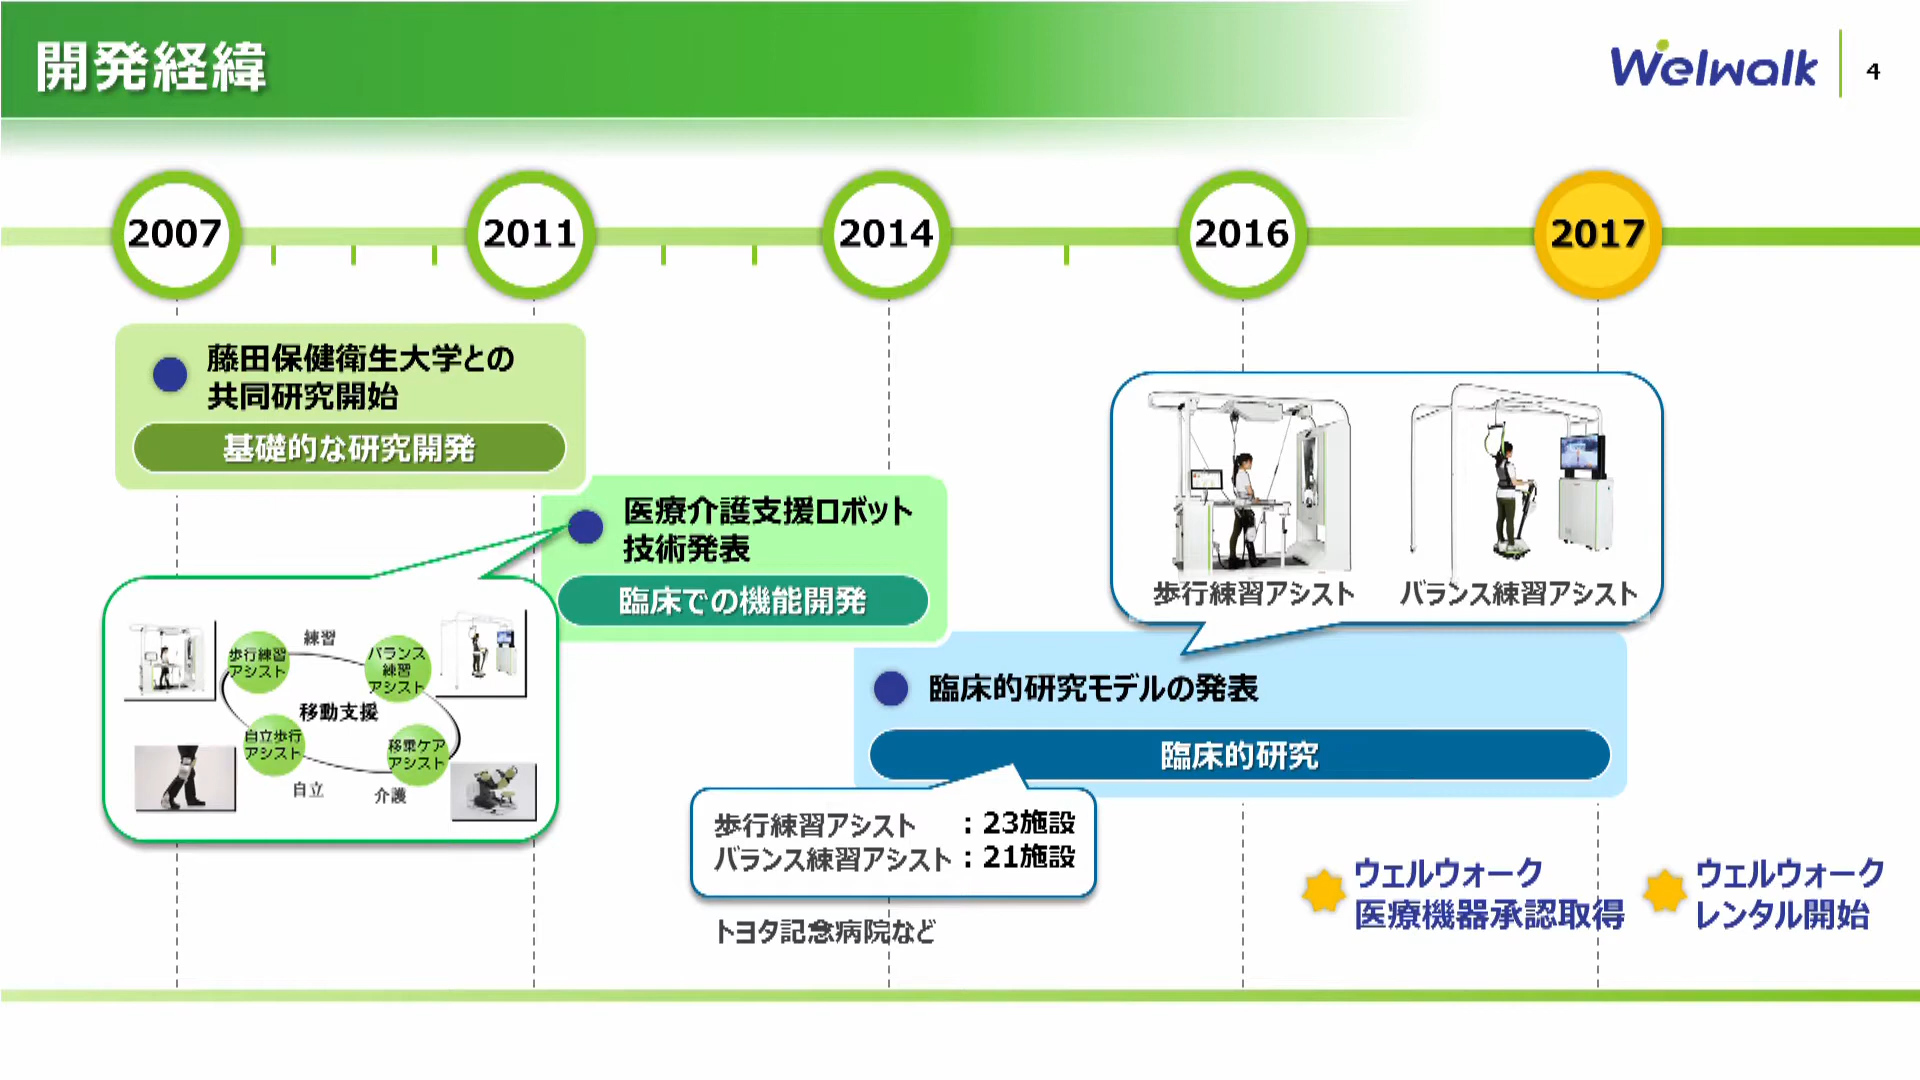 開発経緯
Welwalk
4
2007
2011
2014
2016
2017
藤田保健衛生大学との
共同研究開始
基礎的な研究開発
医療介護支援ロボット
技術発表
臨床での機能開発
練習
歩行練習
アシスト
バランス
練習
アシスト
移動支援
自立歩行
アシスト
移乗ケア
アシスト
自立
介護
歩行練習アシスト
バランス練習アシスト
臨床的研究モデルの発表
臨床的研究
歩行練習アシスト : 23施設
バランス練習アシスト : 21施設
トヨタ記念病院など
ウェルウォーク
医療機器承認取得
ウェルウォーク
レンタル開始